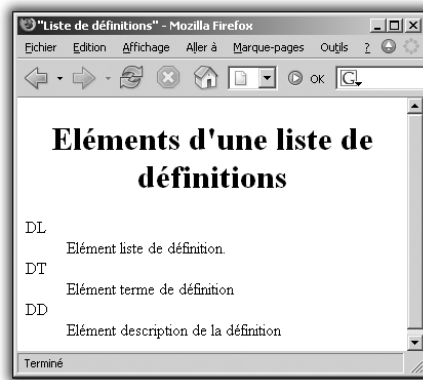 "Liste de définitions" - Mozilla Firefox
Fichier Edition Affichage Aller à Marque-pages Outils ?
OK G
Eléments d'une liste de
définitions
DL
Elément liste de définition.
DT
Elément terme de définition
DD
Elément description de la définition
Terminé